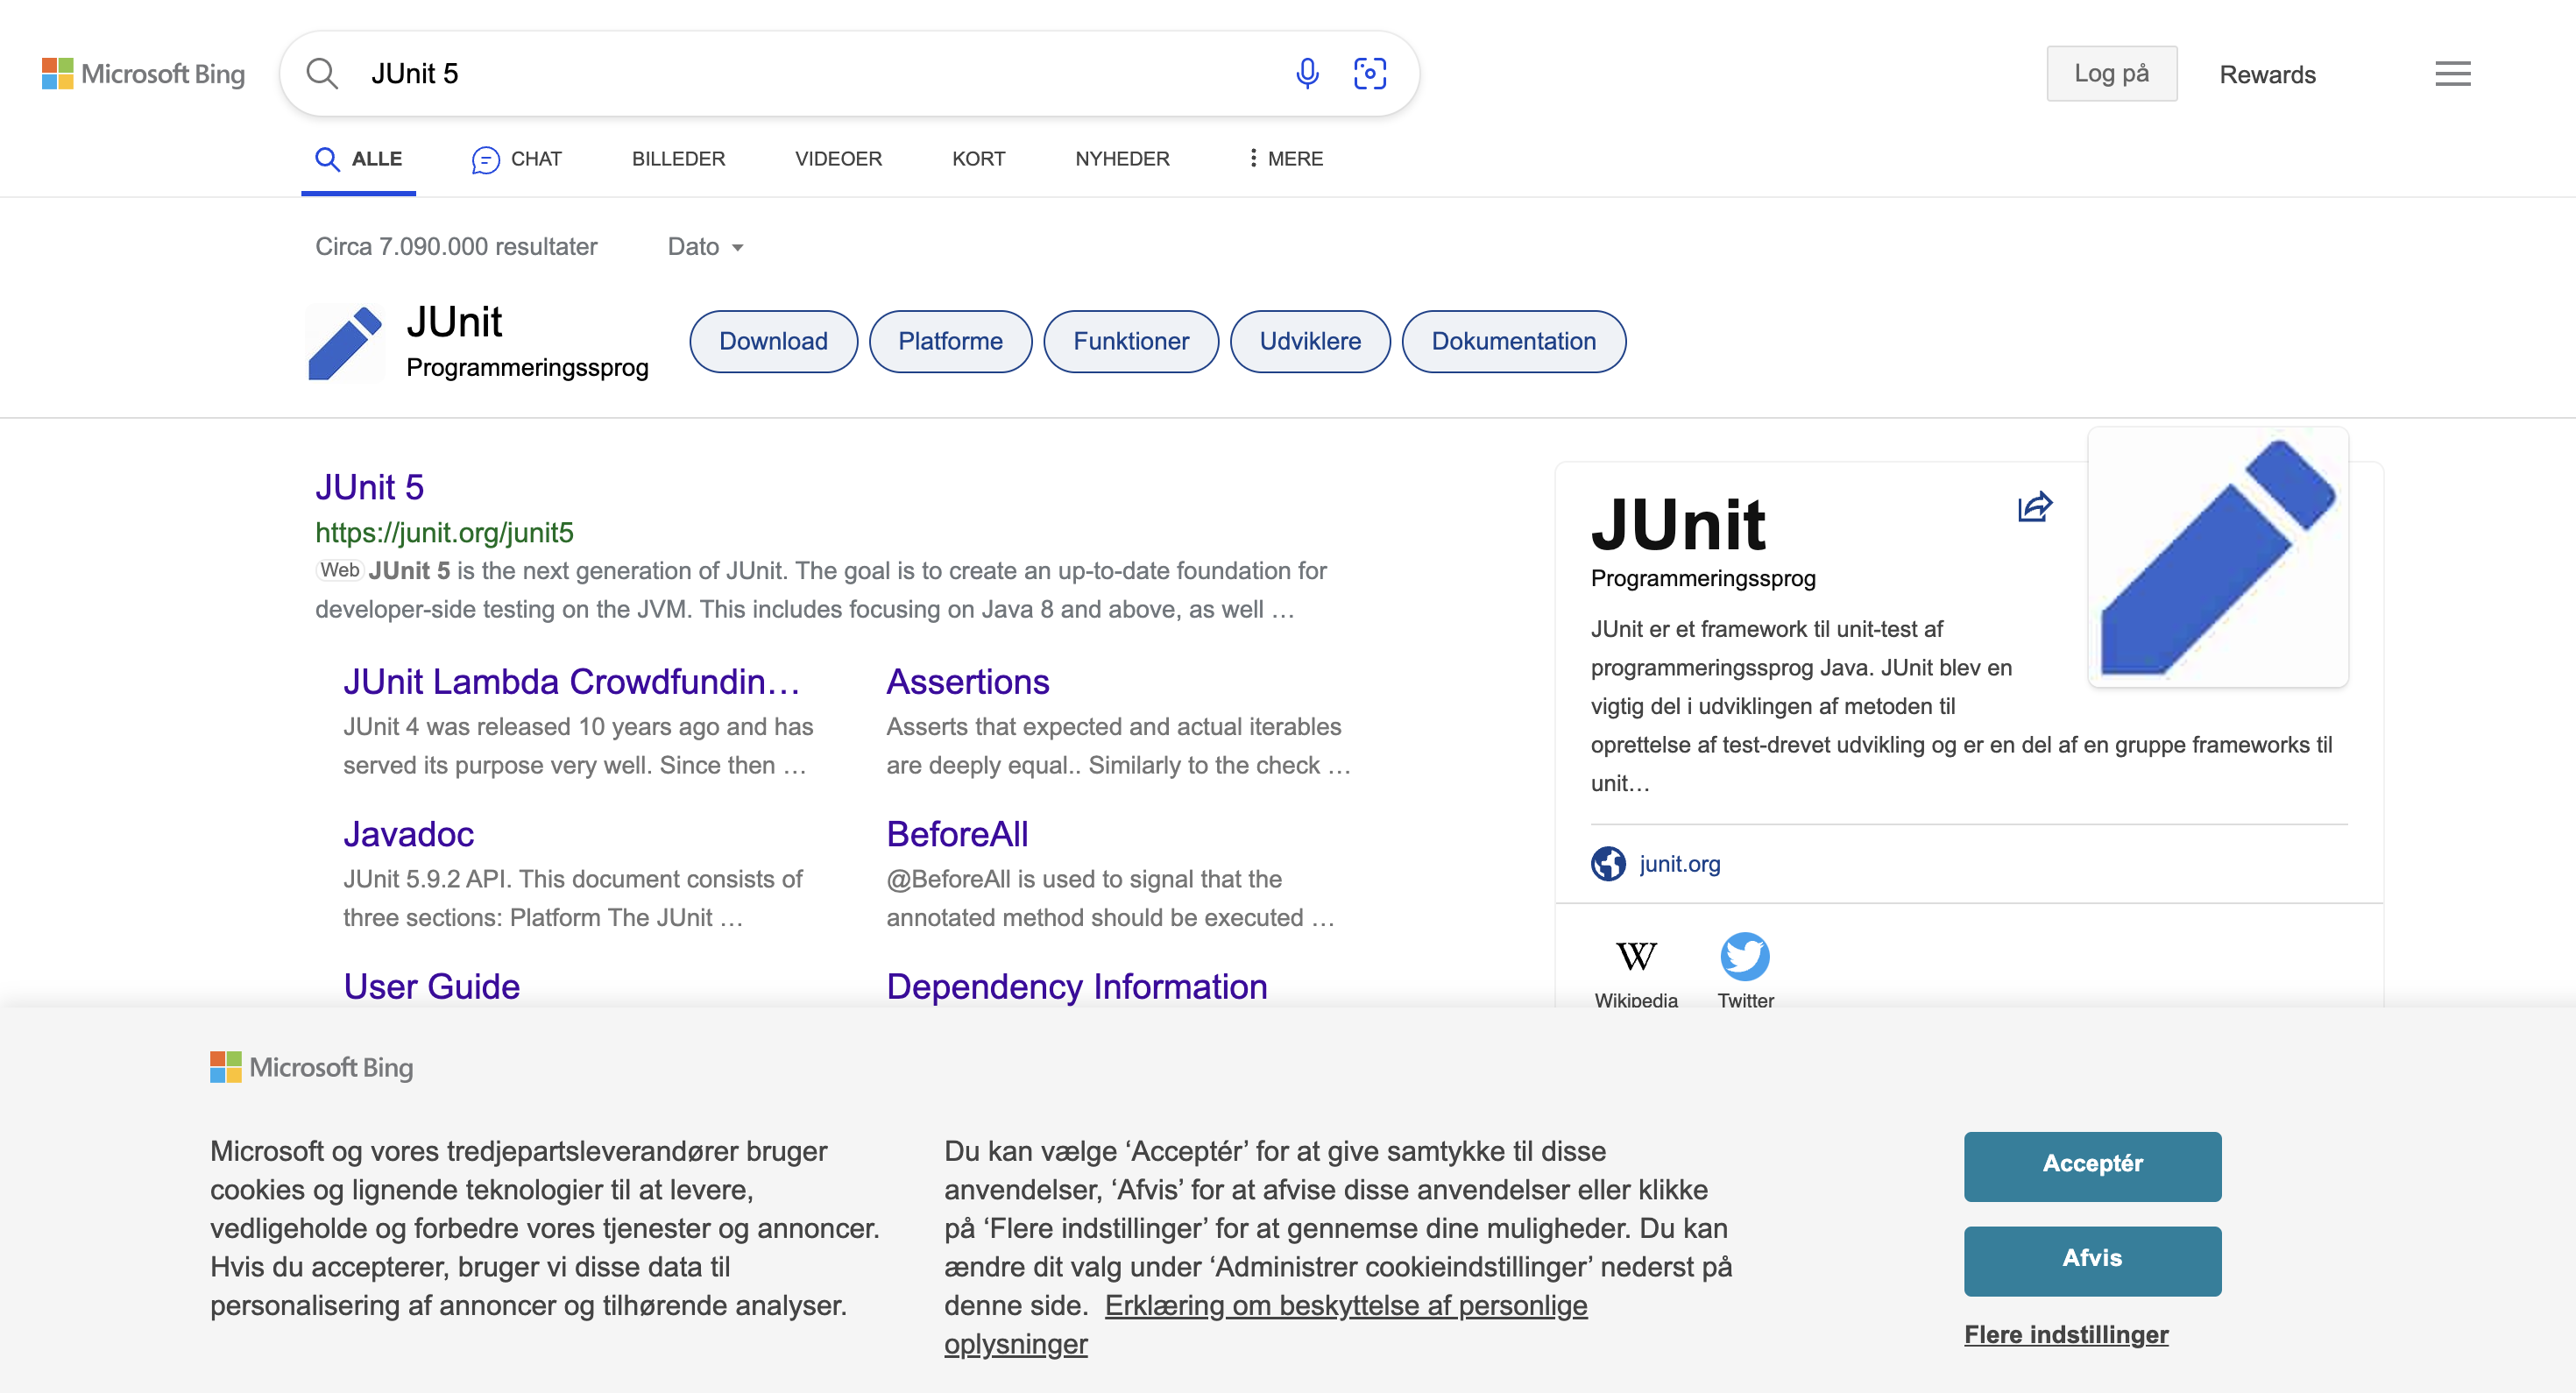 Microsoft Bing
JUnit 5
Log på
Rewards
ALLE
CHAT
BILLEDER
VIDEOER
KORT
NYHEDER
MERE
Circa 7.090.000 resultater
Dato
JUnit
Programmeringssprog
Download
Platforme
Funktioner
Udviklere
Dokumentation
JUnit 5
https://junit.org/junit5
Web JUnit 5 is the next generation of JUnit. The goal is to create an up-to-date foundation for
developer-side testing on the JVM. This includes focusing on Java 8 and above, as well …
JUnit Lambda Crowdfundin…
JUnit 4 was released 10 years ago and has
served its purpose very well. Since then …
Assertions
Asserts that expected and actual iterables
are deeply equal.. Similarly to the check …
Javadoc
JUnit 5.9.2 API. This document consists of
three sections: Platform The JUnit …
BeforeAll
@BeforeAll is used to signal that the
annotated method should be executed …
User Guide
Dependency Information
JUnit
Programmeringssprog
JUnit er et framework til unit-test af
programmeringssprog Java. JUnit blev en
vigtig del i udviklingen af metoden til
oprettelse af test-drevet udvikling og er en del af en gruppe frameworks til
unit…
junit.org
W
Wikipedia
Twitter
Microsoft Bing
Microsoft og vores tredjepartsleverandører bruger
cookies og lignende teknologier til at levere,
vedligeholde og forbedre vores tjenester og annoncer.
Hvis du accepterer, bruger vi disse data til
personalisering af annoncer og tilhørende analyser.
Du kan vælge ‘Acceptér’ for at give samtykke til disse
anvendelser, ‘Afvis’ for at afvise disse anvendelser eller klikke
på ‘Flere indstillinger’ for at gennemse dine muligheder. Du kan
ændre dit valg under ‘Administrer cookieindstillinger’ nederst på
denne side. Erklæring om beskyttelse af personlige
oplysninger
Acceptér
Afvis
Flere indstillinger